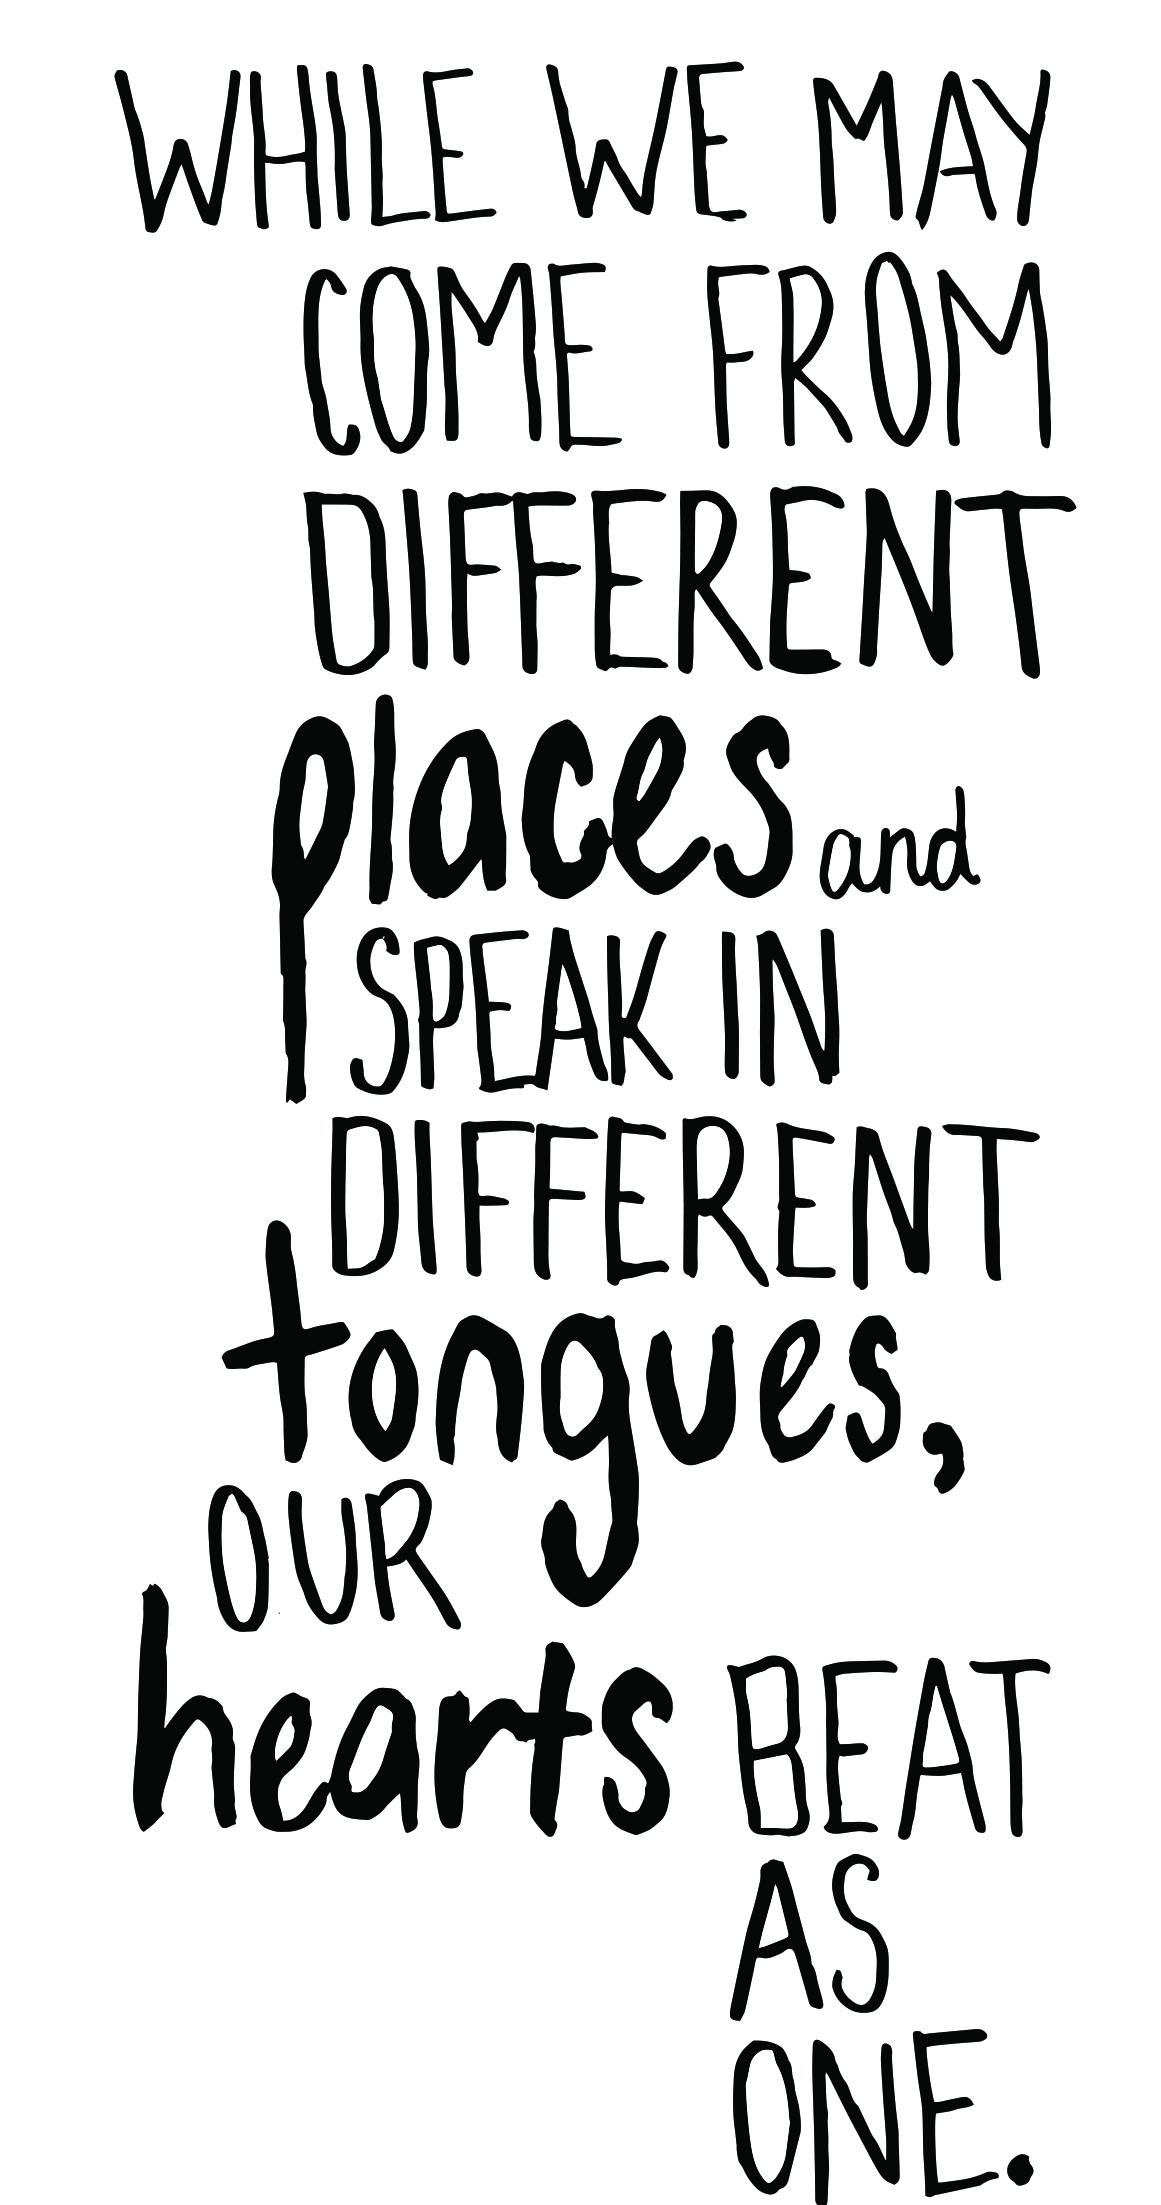 WHILE WE MAY
COME FROM
DIFFERENT
places and
SPEAK IN
DIFFERENT
tongues,
OUR
hearts BEAT
AS
ONE.